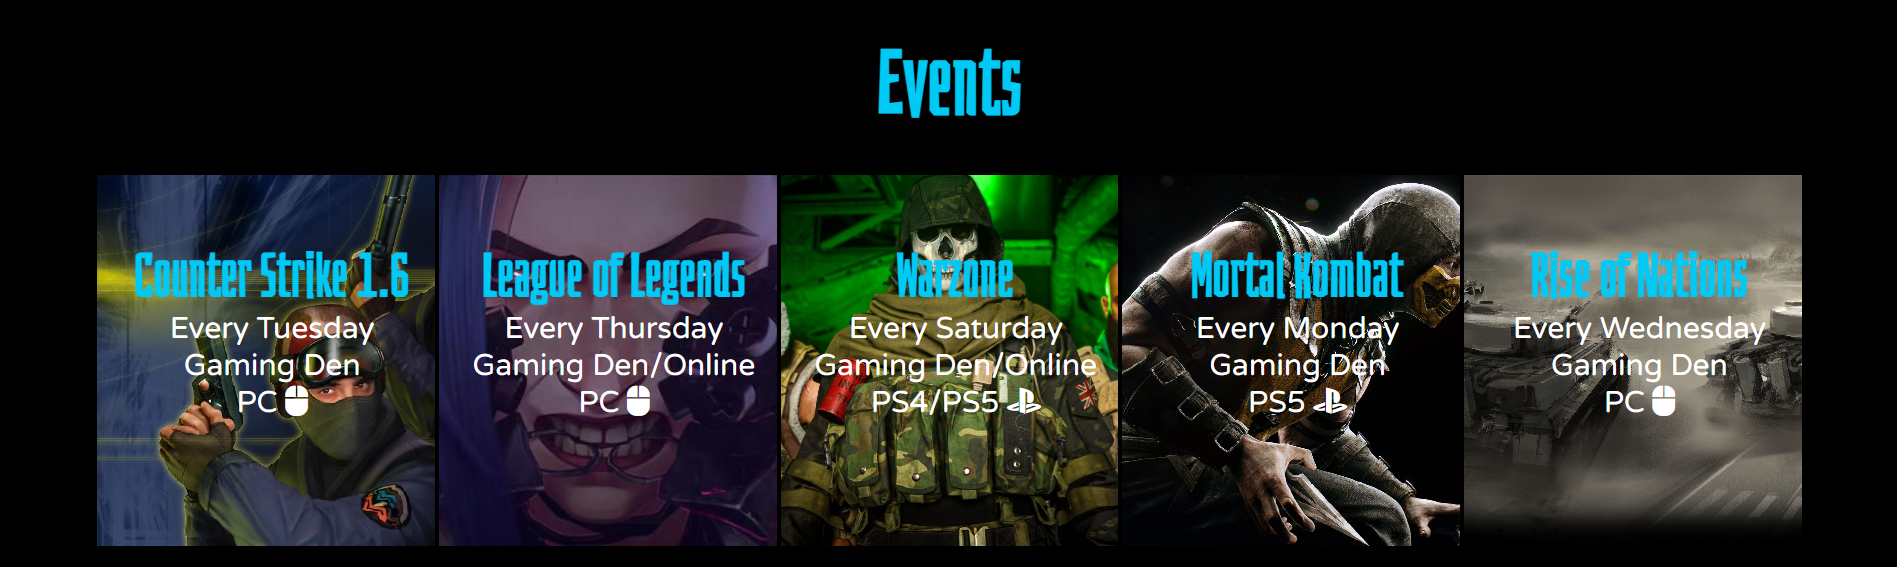 Events
Counter Strike 1.6
Every Tuesday
Gaming Den
PC
League of Legends
Every Thursday
Gaming Den/Online
PC
Warzone
Every Saturday
Gaming Den/Online
PS4/PS5
Mortal Kombat
Every Monday
Gaming Den
PS5
Rise of Nations
Every Wednesday
Gaming Den
PC